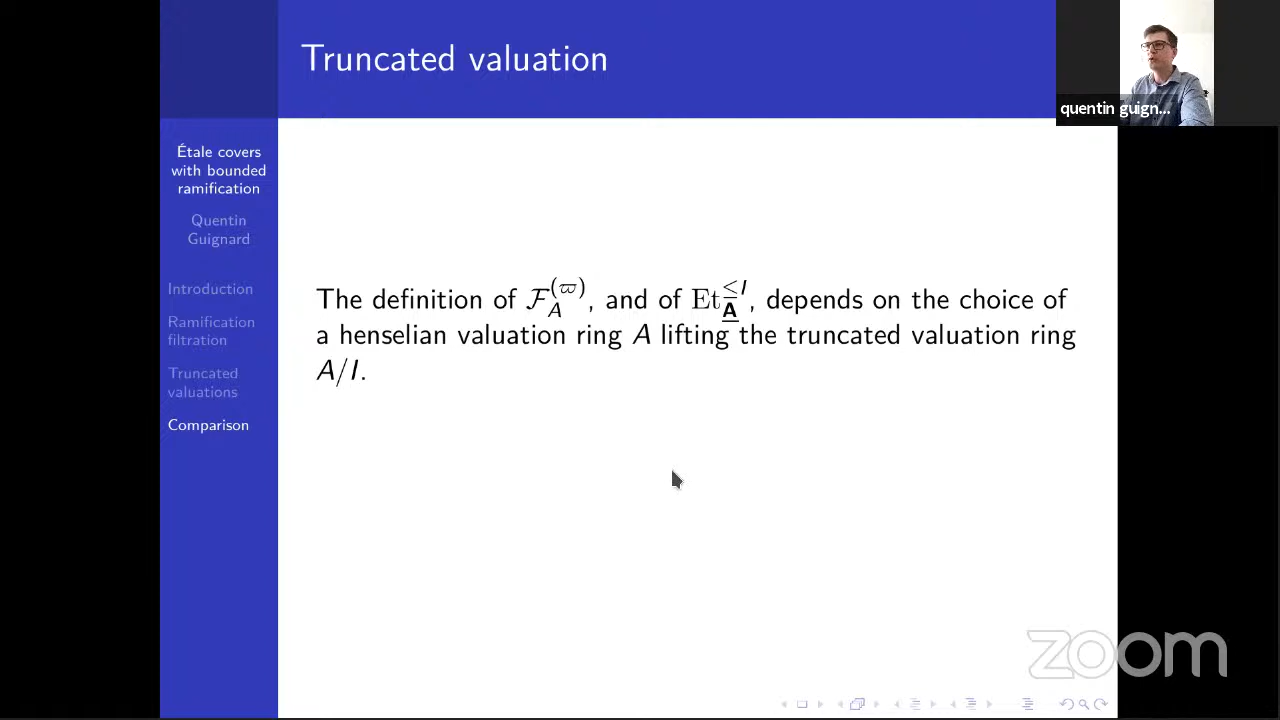 Truncated valuation
quentin guign...
Étale covers
with bounded
ramification
Quentin
Guignard
Introduction
Ramification
filtration
Truncated
valuations
Comparison
The definition of $\mathcal{F}_A^{(\varpi)}$, and of $\mathrm{Et}_{\underline{\mathbf{A}}}^{\leq I}$, depends on the choice of
a henselian valuation ring A lifting the truncated valuation ring
A/I.
zoom